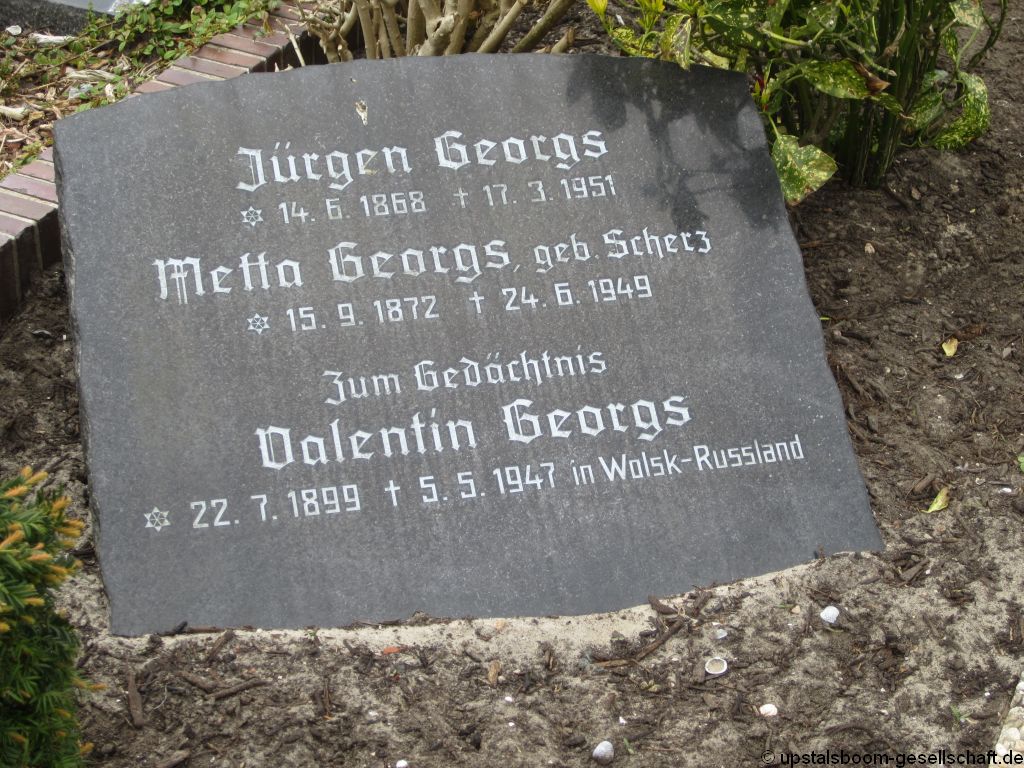 Jürgen Georgs
* 14. 6. 1868 † 17. 3. 1951
Metta Georgs, geb. Scherz
* 15. 9. 1872 † 24. 6. 1949
Zum Gedächtnis
Valentin Georgs
* 22. 7. 1899 † 5. 5. 1947 in Wolsk-Russland
© upstalsboom-gesellschaft.de